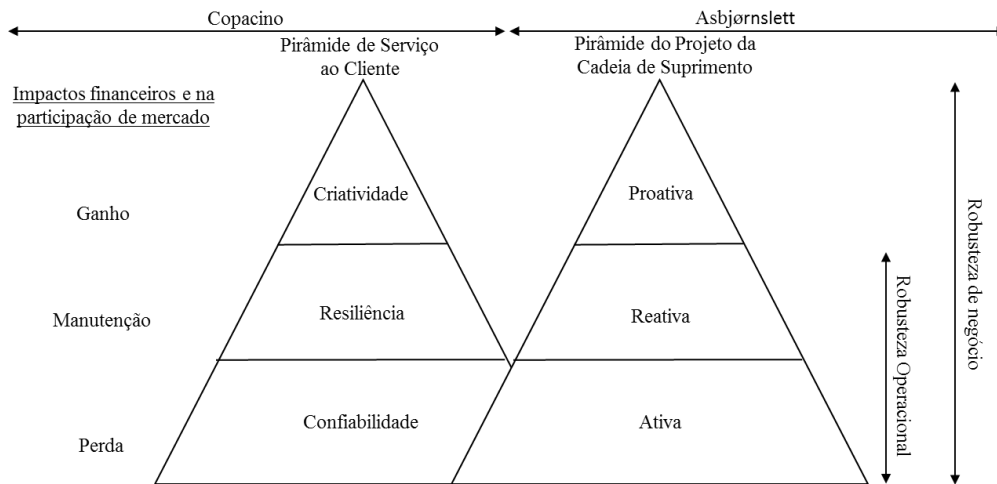 Copacino
Asbjørnslett
Pirâmide de Serviço
ao Cliente
Pirâmide do Projeto da
Cadeia de Suprimento
Impactos financeiros e na
participação de mercado
Ganho
Criatividade
Proativa
Manutenção
Resiliência
Reativa
Perda
Confiabilidade
Ativa
Robusteza Operacional
Robusteza de negócio